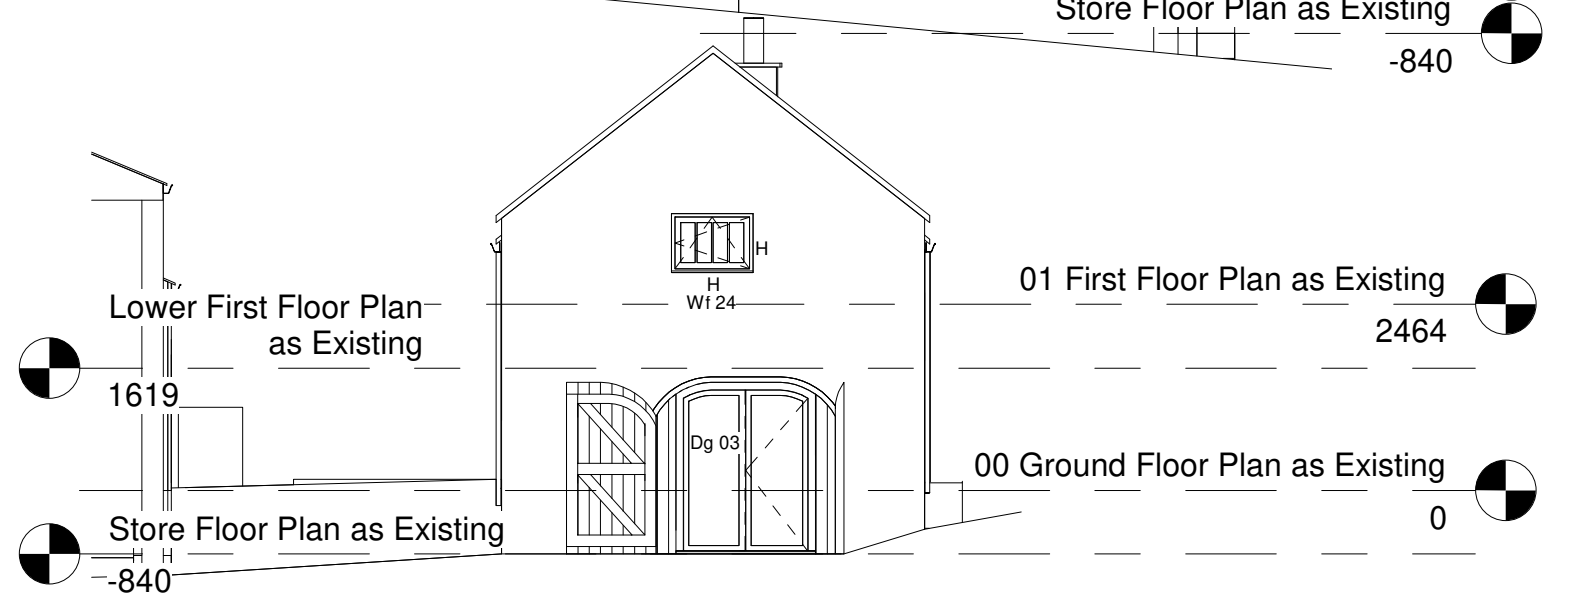 Store Floor Plan as Existing
-840
H
H
Wf 24
01 First Floor Plan as Existing
2464
Lower First Floor Plan
as Existing
1619
Dg 03
00 Ground Floor Plan as Existing
0
Store Floor Plan as Existing
-840